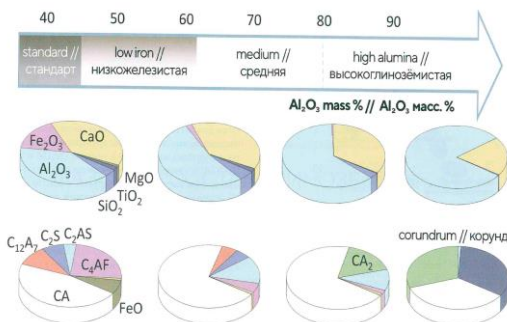 40 50 60 70 80 90
standard // low iron // medium // high alumina //
стандарт низкожелезистая средняя высокоглинозёмистая
Al₂O₃ mass % // Al₂O₃ масс. %
Fe₂O₃ CaO
Al₂O₃
MgO
TiO₂
SiO₂
C₁₂A₇ C₂S C₂AS
C₄AF
CA
FeO
CA₂
corundrum // корунд